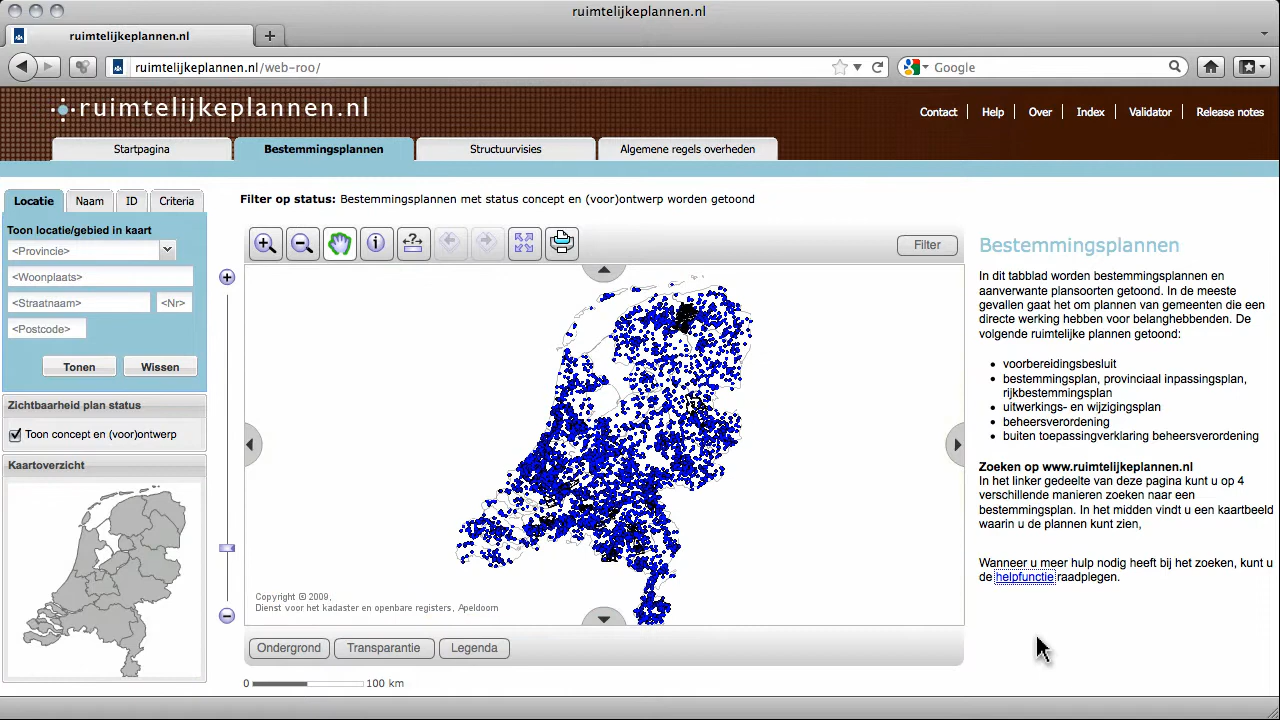 ruimtelijkeplannen.nl
ruimtelijkeplannen.nl
ruimtelijkeplannen.nl/web-roo/
Google
ruimtelijkeplannen.nl
Contact Help Over Index Validator Release notes
Startpagina Bestemmingsplannen Structuurvisies Algemene regels overheden
Locatie Naam ID Criteria
Toon locatie/gebied in kaart
<Provincie>
<Woonplaats>
<Straatnaam> <Nr>
<Postcode>
Tonen Wissen
Zichtbaarheid plan status
Toon concept en (voor)ontwerp
Kaartoverzicht
Filter op status: Bestemmingsplannen met status concept en (voor)ontwerp worden getoond
Filter
Copyright © 2009,
Dienst voor het kadaster en openbare registers, Apeldoorn
Ondergrond Transparantie Legenda
0 100 km
Bestemmingsplannen
In dit tabblad worden bestemmingsplannen en
aanverwante plansoorten getoond. In de meeste
gevallen gaat het om plannen van gemeenten die een
directe werking hebben voor belanghebbenden. De
volgende ruimtelijke plannen getoond:
voorbereidingsbesluit
bestemmingsplan, provinciaal inpassingsplan,
rijkbestemmingsplan
uitwerkings- en wijzigingsplan
beheersverordening
buiten toepassingverklaring beheersverordening
Zoeken op www.ruimtelijkeplannen.nl
In het linker gedeelte van deze pagina kunt u op 4
verschillende manieren zoeken naar een
bestemmingsplan. In het midden vindt u een kaartbeeld
waarin u de plannen kunt zien,
Wanneer u meer hulp nodig heeft bij het zoeken, kunt u
de helpfunctie raadplegen.